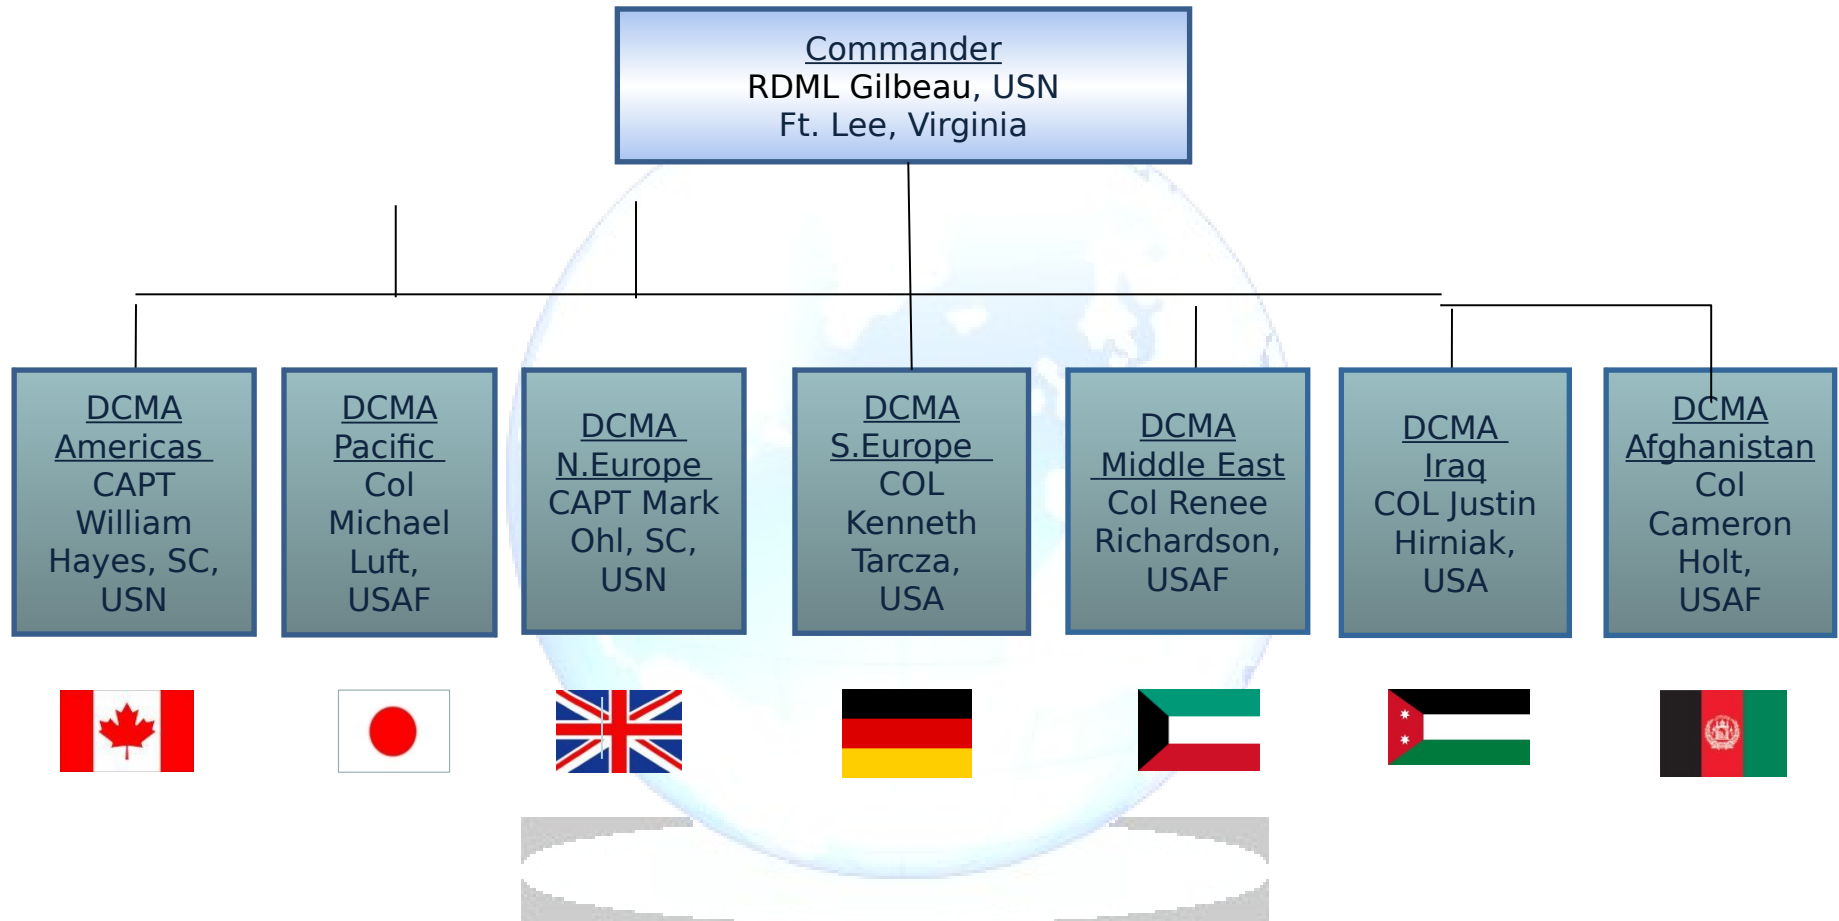 Commander
RDML Gilbeau, USN
Ft. Lee, Virginia
DCMA
Americas
CAPT
William
Hayes, SC,
USN
DCMA
Pacific
Col
Michael
Luft,
USAF
DCMA
N.Europe
CAPT Mark
Ohl, SC,
USN
DCMA
S.Europe
COL
Kenneth
Tarcza,
USA
DCMA
Middle East
Col Renee
Richardson,
USAF
DCMA
Iraq
COL Justin
Hirniak,
USA
DCMA
Afghanistan
Col
Cameron
Holt,
USAF